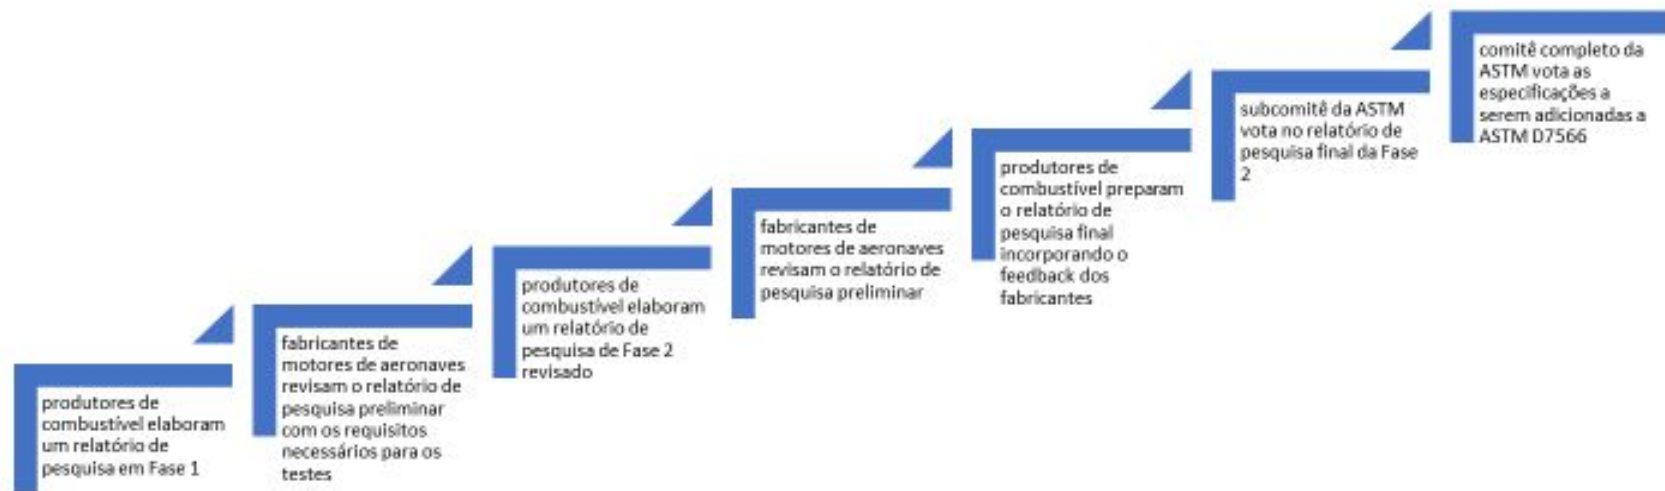 produtores de
combustível elaboram
um relatório de
pesquisa em Fase 1
fabricantes de
motores de aeronaves
revisam o relatório de
pesquisa preliminar
com os requisitos
necessários para os
testes
produtores de
combustível elaboram
um relatório de
pesquisa de Fase 2
revisado
fabricantes de
motores de aeronaves
revisam o relatório de
pesquisa preliminar
produtores de
combustível preparam
o relatório de
pesquisa final
incorporando o
feedback dos
fabricantes
subcomitê da ASTM
vota no relatório de
pesquisa final da Fase
2
comitê completo da
ASTM vota as
especificações a
serem adicionadas a
ASTM D7566